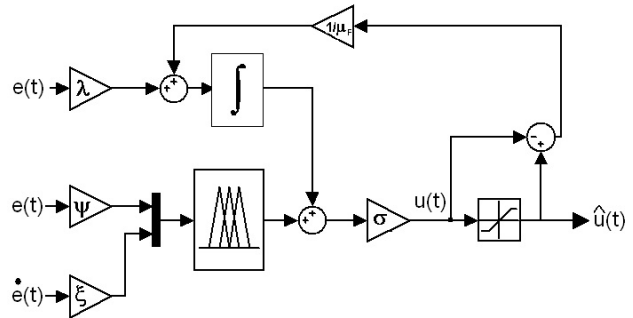 1/μF
e(t)
λ
+
+
∫
e(t)
ψ
+
+
σ
u(t)
-
+
û(t)
ė(t)
ξ